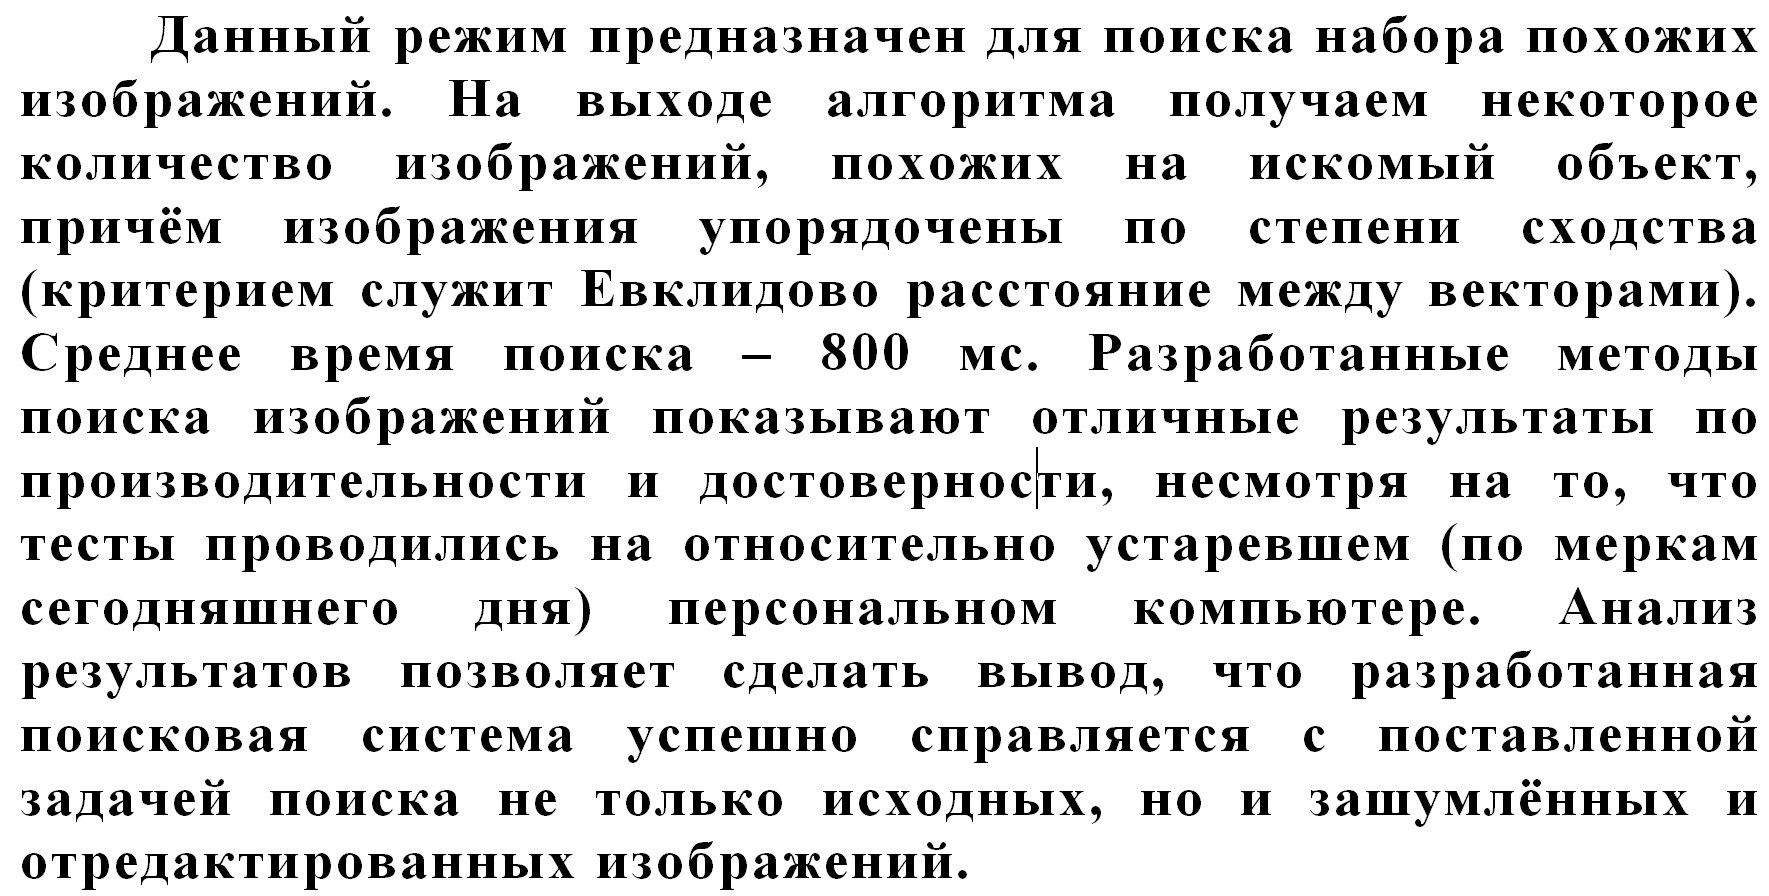 Данный режим предназначен для поиска набора похожих
изображений. На выходе алгоритма получаем некоторое
количество изображений, похожих на искомый объект,
причём изображения упорядочены по степени сходства
(критерием служит Евклидово расстояние между векторами).
Среднее время поиска – 800 мс. Разработанные методы
поиска изображений показывают отличные результаты по
производительности и достоверности, несмотря на то, что
тесты проводились на относительно устаревшем (по меркам
сегодняшнего дня) персональном компьютере. Анализ
результатов позволяет сделать вывод, что разработанная
поисковая система успешно справляется с поставленной
задачей поиска не только исходных, но и зашумлённых и
отредактированных изображений.